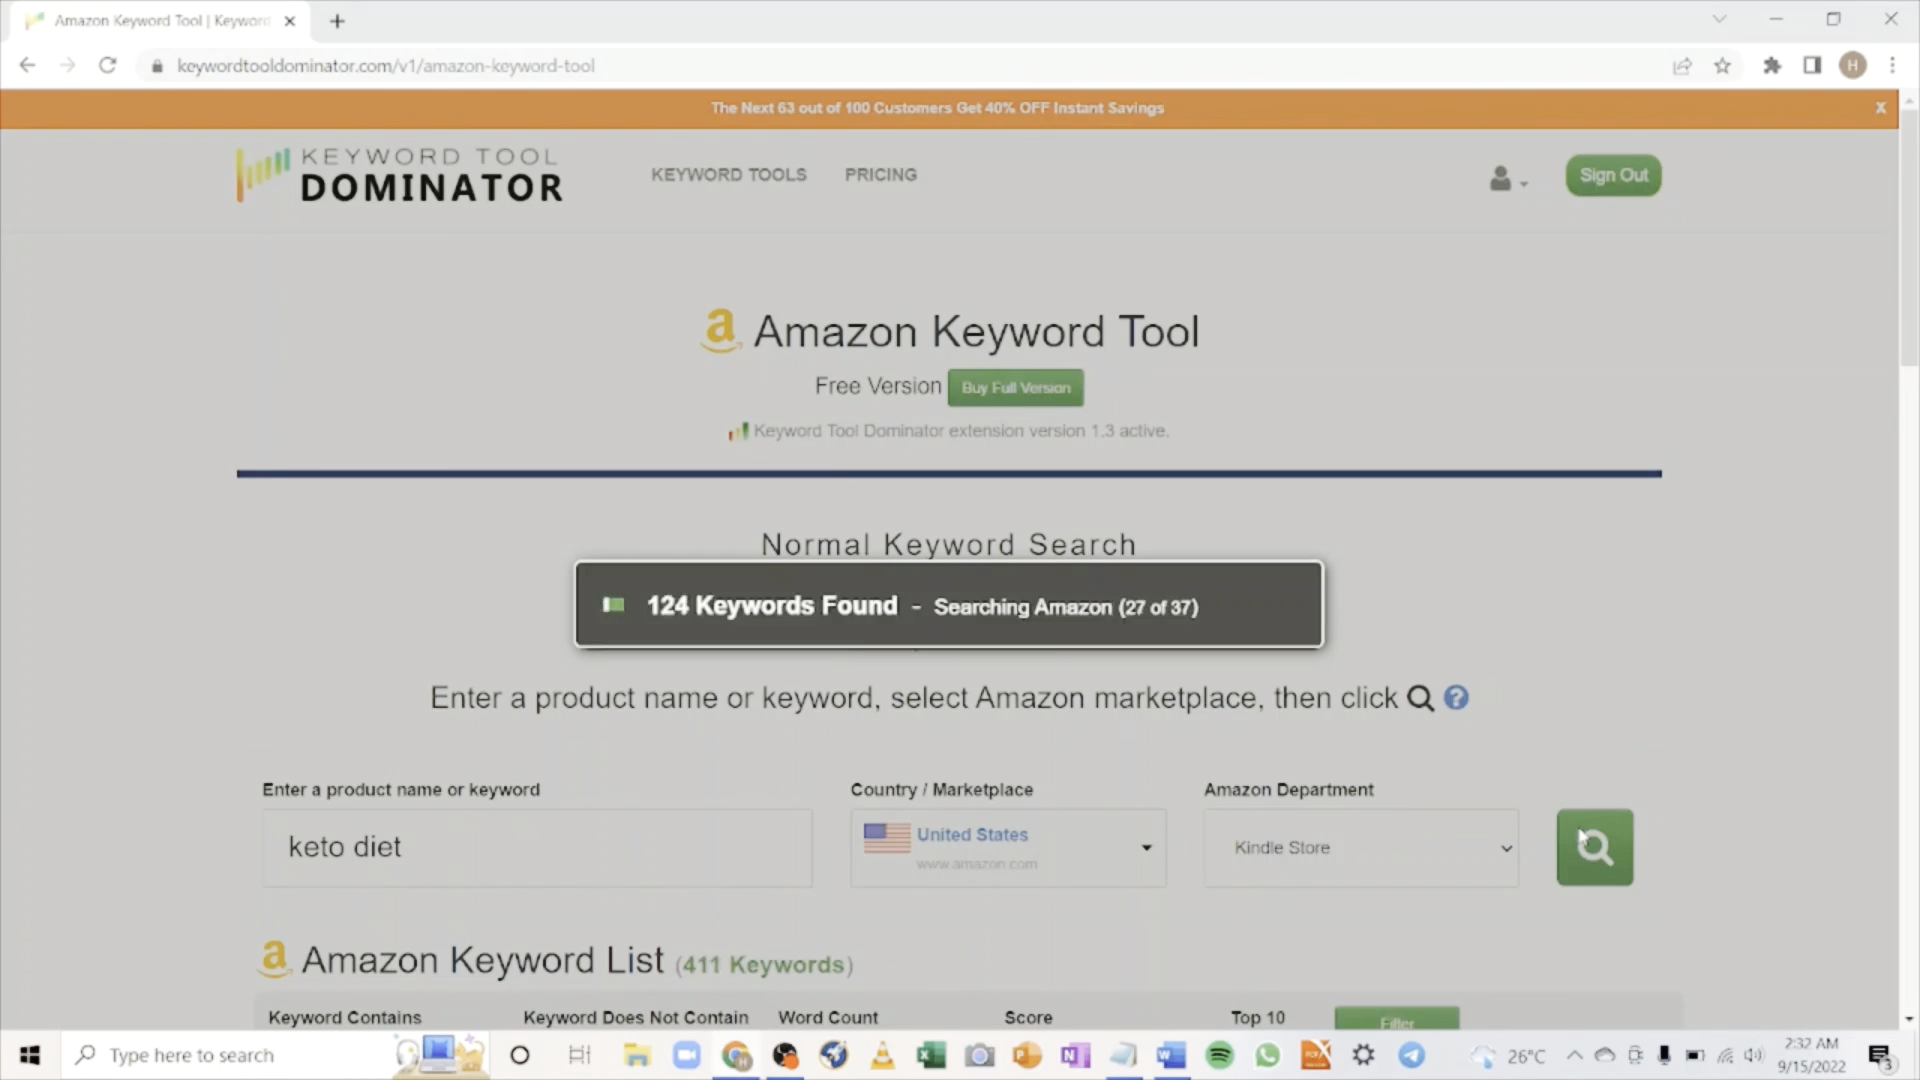 Amazon Keyword Tool | Keyword
keywordtooldominator.com/v1/amazon-keyword-tool
H
The Next 63 out of 100 Customers Get 40% OFF Instant Savings
X
KEYWORD TOOL
DOMINATOR
KEYWORD TOOLS
PRICING
Sign Out
Amazon Keyword Tool
Free Version
Buy Full Version
Keyword Tool Dominator extension version 1.3 active.
Normal Keyword Search
124 Keywords Found - Searching Amazon (27 of 37)
Enter a product name or keyword, select Amazon marketplace, then click
Enter a product name or keyword
Country / Marketplace
Amazon Department
keto diet
United States
www.amazon.com
Kindle Store
Amazon Keyword List (411 Keywords)
Keyword Contains
Keyword Does Not Contain
Word Count
Score
Top 10
Filter
Type here to search
26°C
2:32 AM
9/15/2022
3